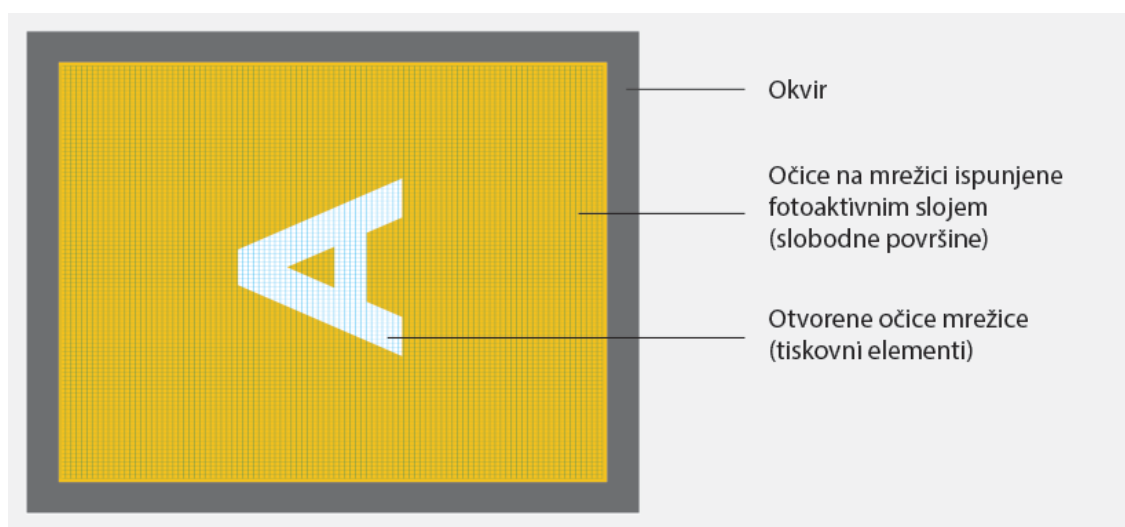 A
Okvir
Očice na mrežici ispunjene
fotoaktivnim slojem
(slobodne površine)
Otvorene očice mrežice
(tiskovni elementi)